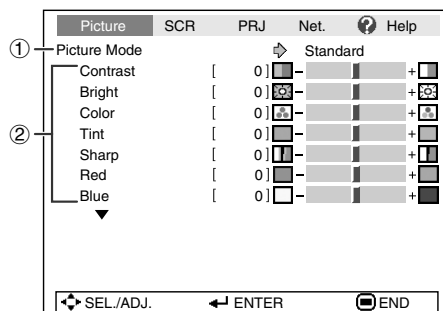 Picture SCR PRJ Net. ? Help
① Picture Mode Standard
Contrast [ 0 ] − +
Bright [ 0 ] − +
② Color [ 0 ] − +
Tint [ 0 ] − +
Sharp [ 0 ] − +
Red [ 0 ] − +
Blue [ 0 ] − +
SEL./ADJ. ENTER END